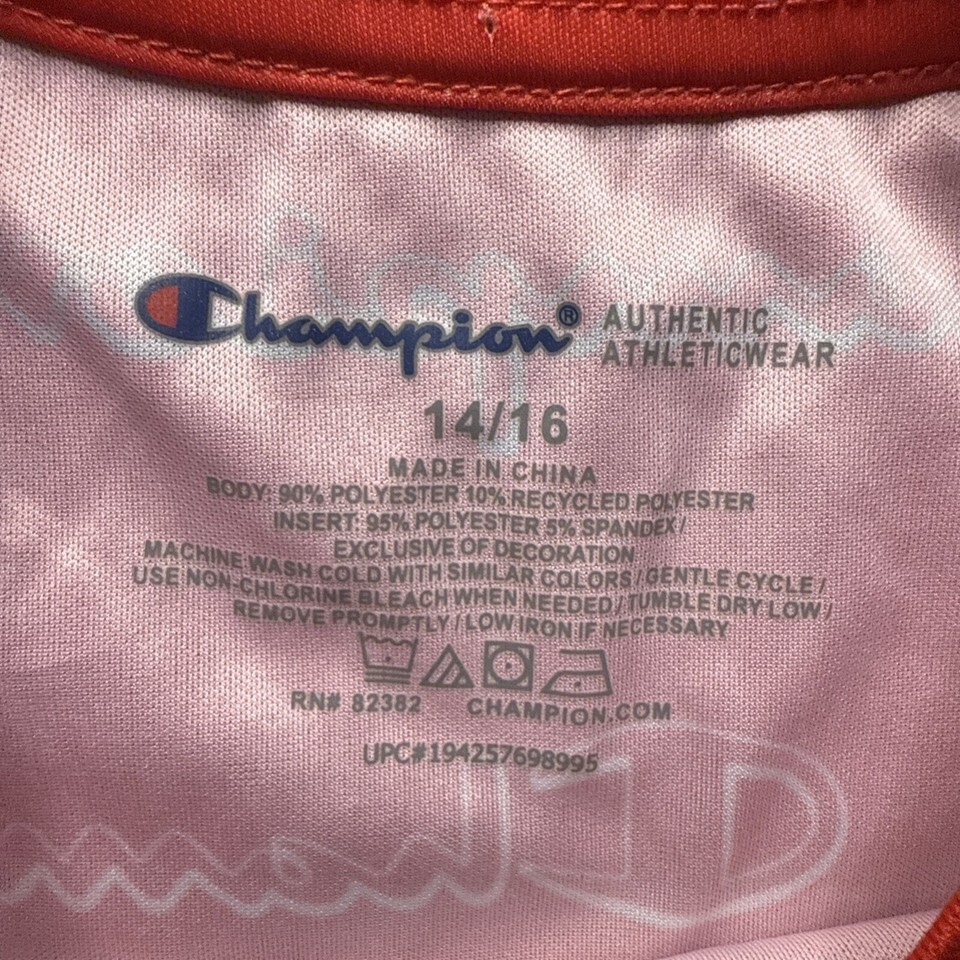 Champion® AUTHENTIC
ATHLETICWEAR
14/16
MADE IN CHINA
BODY: 90% POLYESTER 10% RECYCLED POLYESTER
INSERT: 95% POLYESTER 5% SPANDEX /
EXCLUSIVE OF DECORATION
MACHINE WASH COLD WITH SIMILAR COLORS / GENTLE CYCLE /
USE NON-CHLORINE BLEACH WHEN NEEDED / TUMBLE DRY LOW /
REMOVE PROMPTLY / LOW IRON IF NECESSARY
RN# 82382 CHAMPION.COM
UPC#194257698995